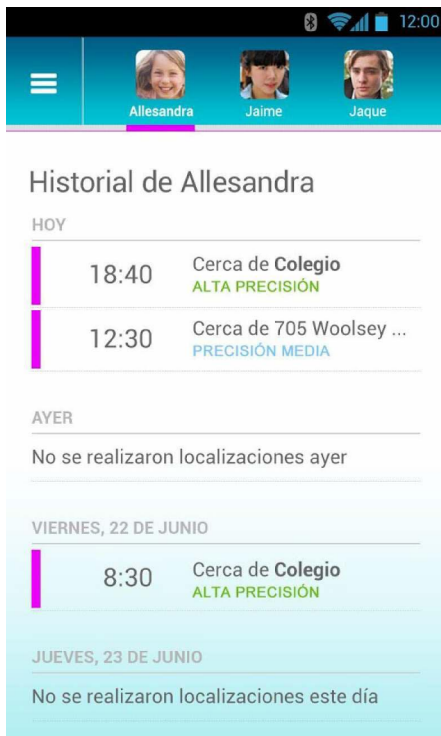 12:00
Allesandra Jaime Jaque
Historial de Allesandra
HOY
18:40 Cerca de Colegio
ALTA PRECISIÓN
12:30 Cerca de 705 Woolsey ...
PRECISIÓN MEDIA
AYER
No se realizaron localizaciones ayer
VIERNES, 22 DE JUNIO
8:30 Cerca de Colegio
ALTA PRECISIÓN
JUEVES, 23 DE JUNIO
No se realizaron localizaciones este día